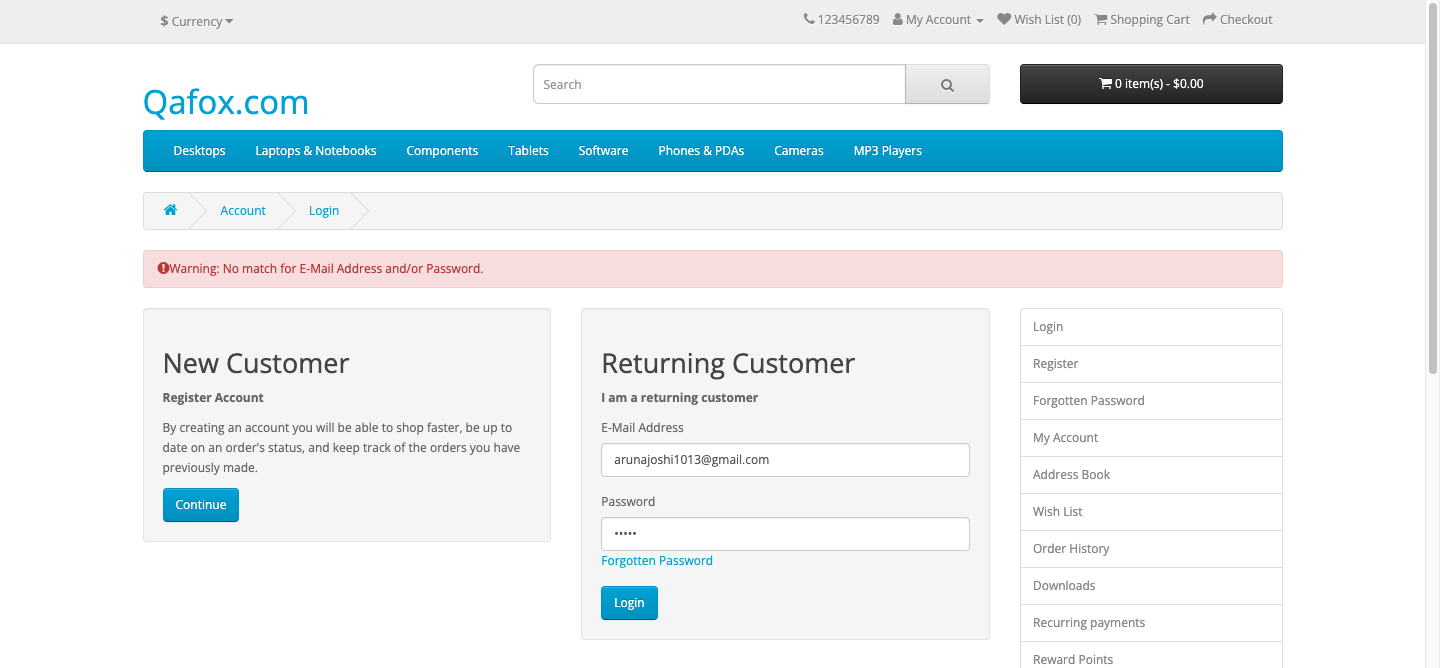 $ Currency
123456789 My Account Wish List (0) Shopping Cart Checkout
Qafox.com
Search
0 item(s) - $0.00
Desktops Laptops & Notebooks Components Tablets Software Phones & PDAs Cameras MP3 Players
Account Login
Warning: No match for E-Mail Address and/or Password.
New Customer
Register Account
By creating an account you will be able to shop faster, be up to
date on an order's status, and keep track of the orders you have
previously made.
Continue
Returning Customer
I am a returning customer
E-Mail Address
arunajoshi1013@gmail.com
Password
•••••
Forgotten Password
Login
Login
Register
Forgotten Password
My Account
Address Book
Wish List
Order History
Downloads
Recurring payments
Reward Points